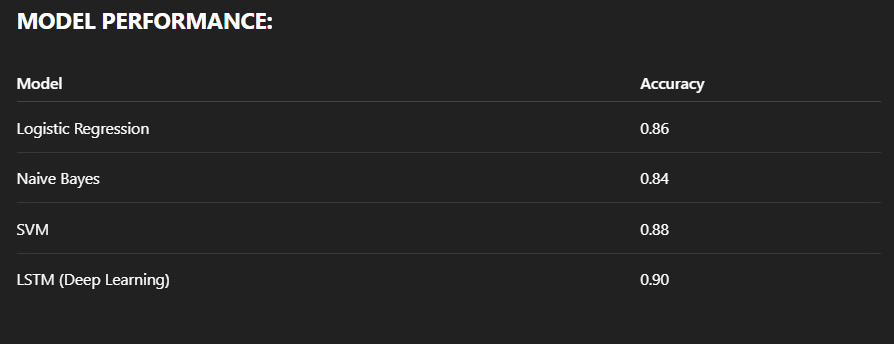 MODEL PERFORMANCE:
Model Accuracy
Logistic Regression 0.86
Naive Bayes 0.84
SVM 0.88
LSTM (Deep Learning) 0.90